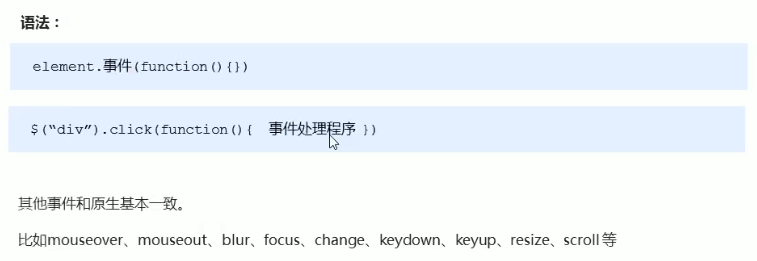 语法：
element.事件(function(){})
$(“div”).click(function(){ 事件处理程序 })
其他事件和原生基本一致。
比如mouseover、mouseout、blur、focus、change、keydown、keyup、resize、scroll 等